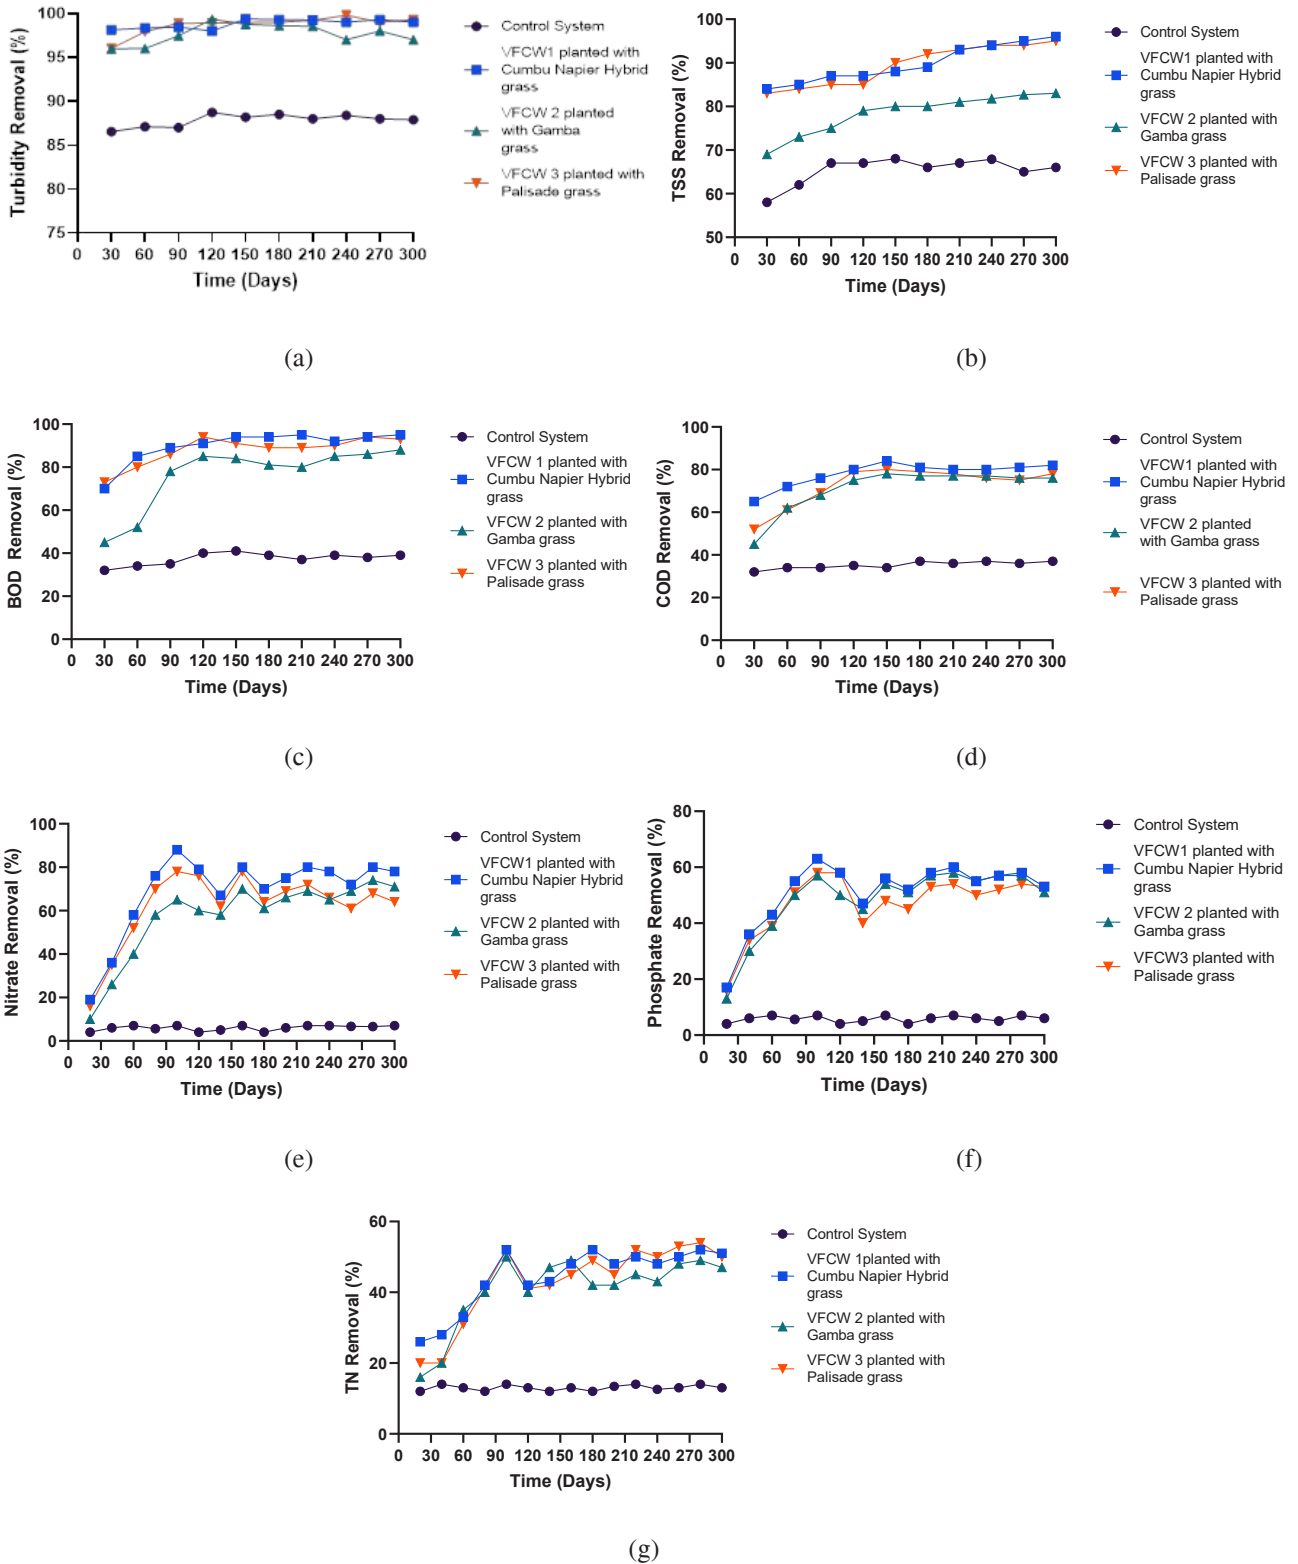 Turbidity Removal (%)
100
95
90
85
80
75
0 30 60 90 120 150 180 210 240 270 300
Time (Days)
Control System
VFCW1 planted with
Cumbu Napier Hybrid
grass
VFCW 2 planted
with Gamba
grass
VFCW 3 planted with
Palisade grass
(a)
TSS Removal (%)
100
90
80
70
60
50
0 30 60 90 120 150 180 210 240 270 300
Time (Days)
Control System
VFCW1 planted with
Cumbu Napier Hybrid
grass
VFCW 2 planted with
Gamba grass
VFCW 3 planted with
Palisade grass
(b)
BOD Removal (%)
100
80
60
40
20
0
0 30 60 90 120 150 180 210 240 270 300
Time (Days)
Control System
VFCW 1 planted with
Cumbu Napier Hybrid
grass
VFCW 2 planted with
Gamba grass
VFCW 3 planted with
Palisade grass
(c)
COD Removal (%)
100
80
60
40
20
0
0 30 60 90 120 150 180 210 240 270 300
Time (Days)
Control System
VFCW1 planted with
Cumbu Napier Hybrid
grass
VFCW 2 planted
with Gamba grass
VFCW 3 planted with
Palisade grass
(d)
Nitrate Removal (%)
100
80
60
40
20
0
0 30 60 90 120 150 180 210 240 270 300
Time (Days)
Control System
VFCW1 planted with
Cumbu Napier Hybrid
grass
VFCW 2 planted with
Gamba grass
VFCW 3 planted with
Palisade grass
(e)
Phosphate Removal (%)
80
60
40
20
0
0 30 60 90 120 150 180 210 240 270 300
Time (Days)
Control System
VFCW1 planted with
Cumbu Napier Hybrid
grass
VFCW 2 planted with
Gamba grass
VFCW3 planted with
Palisade grass
(f)
TN Removal (%)
60
40
20
0
0 30 60 90 120 150 180 210 240 270 300
Time (Days)
Control System
VFCW 1planted with
Cumbu Napier Hybrid
grass
VFCW 2 planted with
Gamba grass
VFCW 3 planted with
Palisade grass
(g)